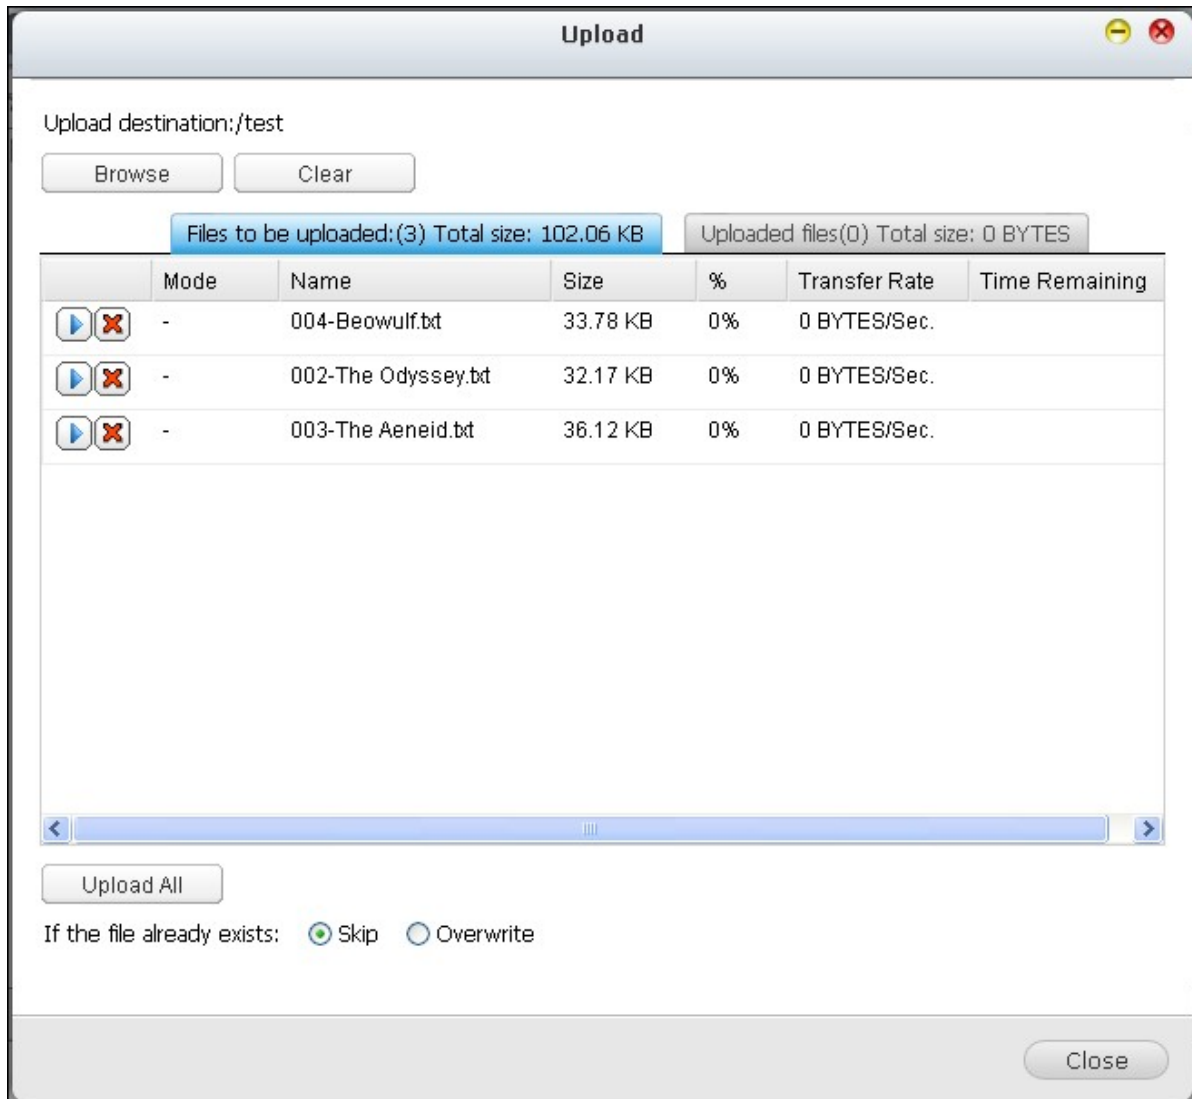 Upload
Upload destination:/test
Browse Clear
Files to be uploaded:(3) Total size: 102.06 KB Uploaded files(0) Total size: 0 BYTES
Mode Name Size % Transfer Rate Time Remaining
- 004-Beowulf.txt 33.78 KB 0% 0 BYTES/Sec.
- 002-The Odyssey.txt 32.17 KB 0% 0 BYTES/Sec.
- 003-The Aeneid.txt 36.12 KB 0% 0 BYTES/Sec.
Upload All
If the file already exists: Skip Overwrite
Close